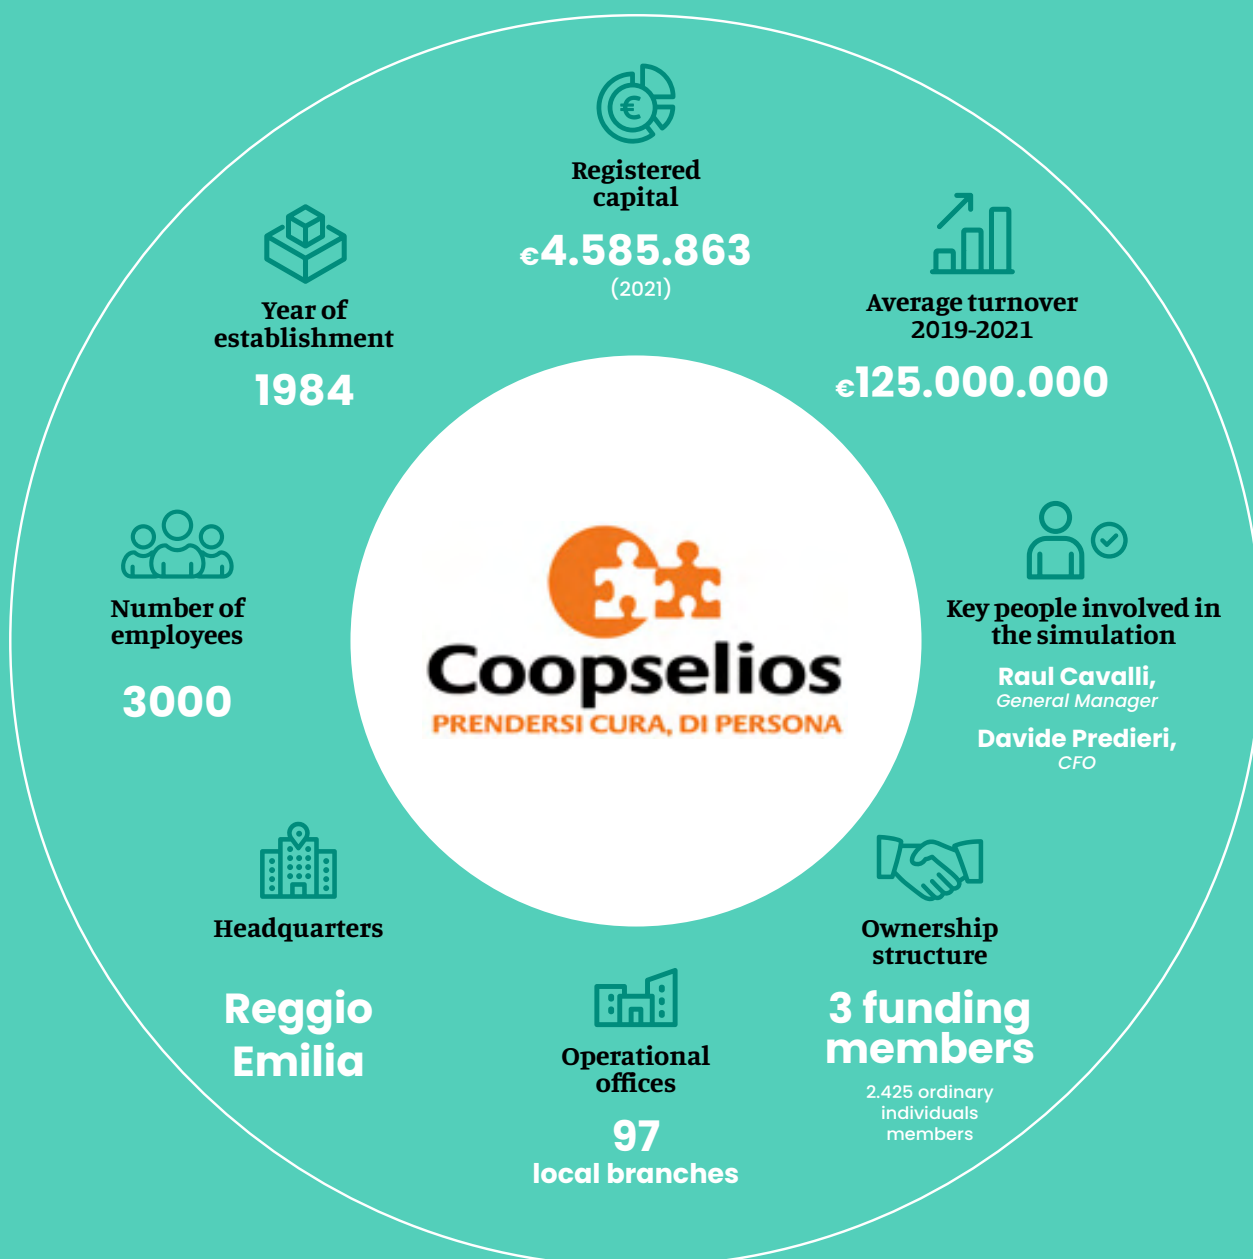 Registered
capital
€4.585.863
(2021)
Average turnover
2019-2021
€125.000.000
Key people involved in
the simulation
Raul Cavalli,
General Manager
Davide Predieri,
CFO
Ownership
structure
3 funding
members
2.425 ordinary
individuals
members
Operational
offices
97
local branches
Headquarters
Reggio
Emilia
Number of
employees
3000
Year of
establishment
1984
Coopselios
PRENDERSI CURA, DI PERSONA